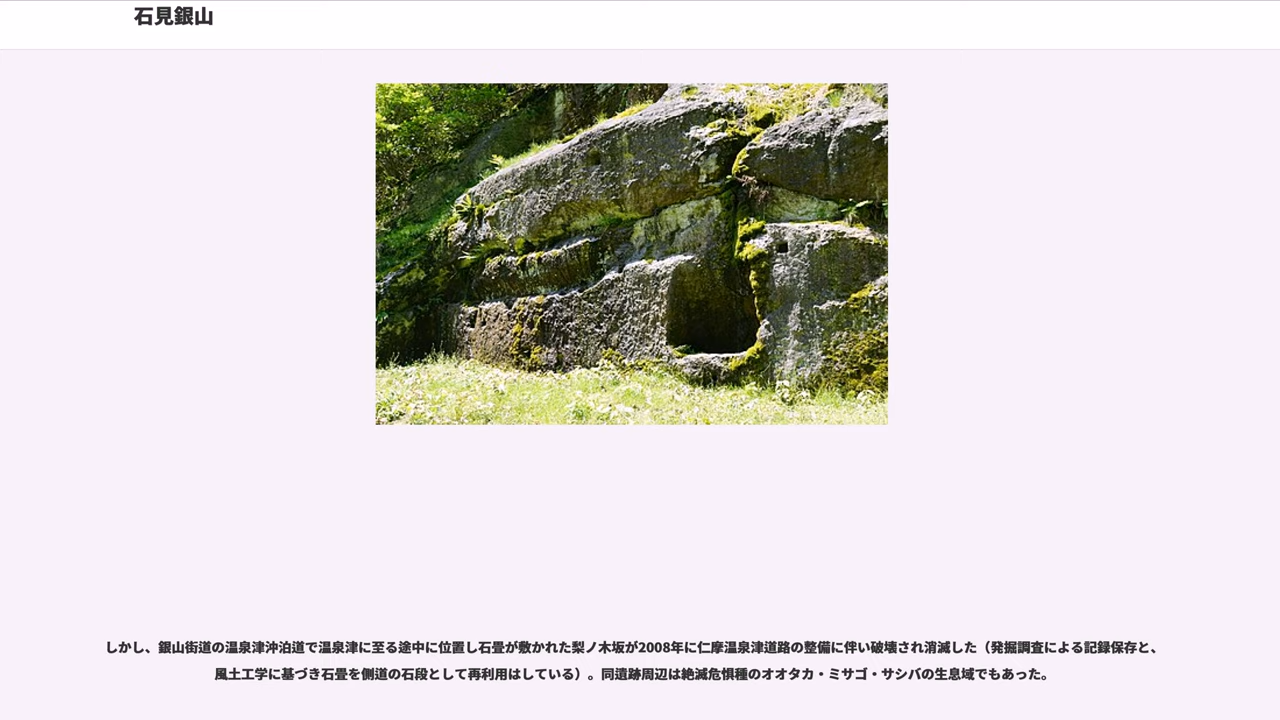 石見銀山
しかし、銀山街道の温泉津沖泊道で温泉津に至る途中に位置し石畳が敷かれた梨ノ木坂が2008年に仁摩温泉津道路の整備に伴い破壊され消滅した（発掘調査による記録保存と、
風土工学に基づき石畳を側道の石段として再利用はしている）。同遺跡周辺は絶滅危惧種のオオタカ・ミサゴ・サシバの生息域でもあった。